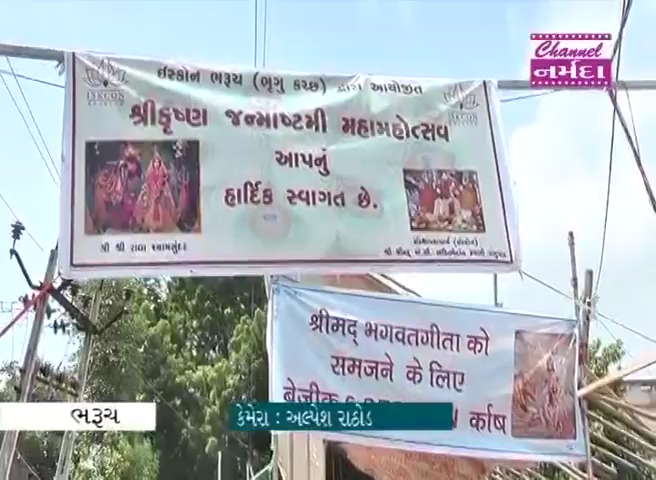 Channel
નર્મદા
ઈસ્કોન ભરૂચ (ભૃગુ કચ્છ) દ્વારા આયોજીત
ISKCON
ISKCON
શ્રીકૃષ્ણ જન્માષ્ટમી મહામહોત્સવ
આપનું
હાર્દિક સ્વાગત છે.
શ્રી શ્રી રાધા શ્યામસુંદર
શ્રીમદ્ ભગવતગીતા કો
સમજને કે લિએ
કોર્ષ
ભરૂચ
કેમેરા : અલ્પેશ રાઠોડ